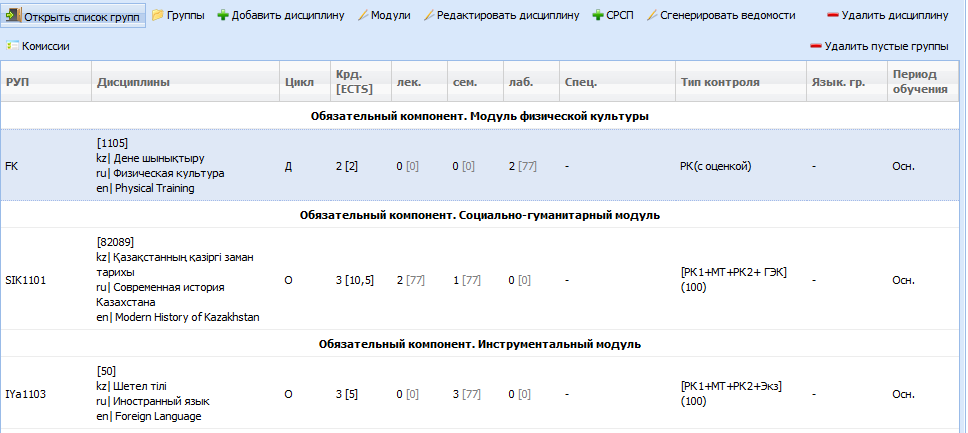 Открыть список групп Группы Добавить дисциплину Модули Редактировать дисциплину СРСП Сгенерировать ведомости Удалить дисциплину
Комиссии Удалить пустые группы
РУП Дисциплины Цикл Крд. [ECTS] лек. сем. лаб. Спец. Тип контроля Язык. гр. Период обучения
Обязательный компонент. Модуль физической культуры
[1105]
kz| Дене шынықтыру
FK Д 2 [2] 0 [0] 0 [0] 2 [77] - РК(с оценкой) - Осн.
ru| Физическая культура
en| Physical Training
Обязательный компонент. Социально-гуманитарный модуль
[82089]
kz| Қазақстанның қазіргі заман
тарихы
SIK1101 О 3 [10,5] 2 [77] 1 [77] 0 [0] - [РК1+МТ+РК2+ ГЭК] (100) - Осн.
ru| Современная история
Казахстана
en| Modern History of Kazakhstan
Обязательный компонент. Инструментальный модуль
[50]
kz| Шетел тілі
IYa1103 О 3 [5] 0 [0] 3 [77] 0 [0] - [РК1+МТ+РК2+Экз] (100) - Осн.
ru| Иностранный язык
en| Foreign Language